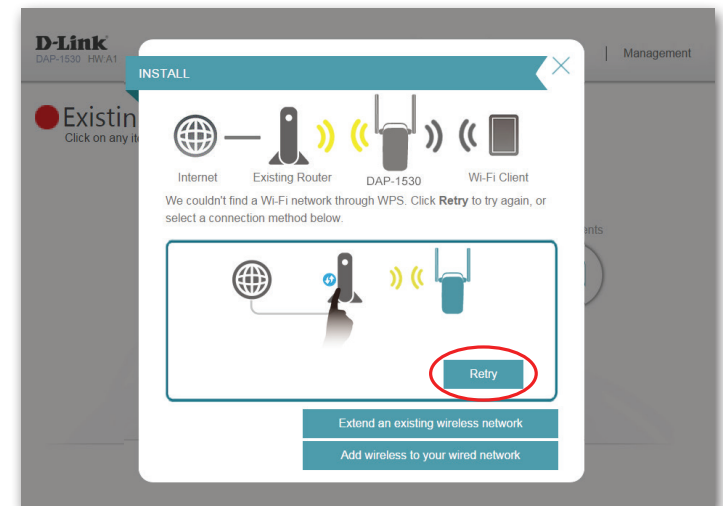 D-Link
DAP-1530 HW:A1
Management
INSTALL
Existin
Click on any it
Internet
Existing Router
DAP-1530
Wi-Fi Client
We couldn't find a Wi-Fi network through WPS. Click Retry to try again, or
select a connection method below.
ents
Retry
Extend an existing wireless network
Add wireless to your wired network